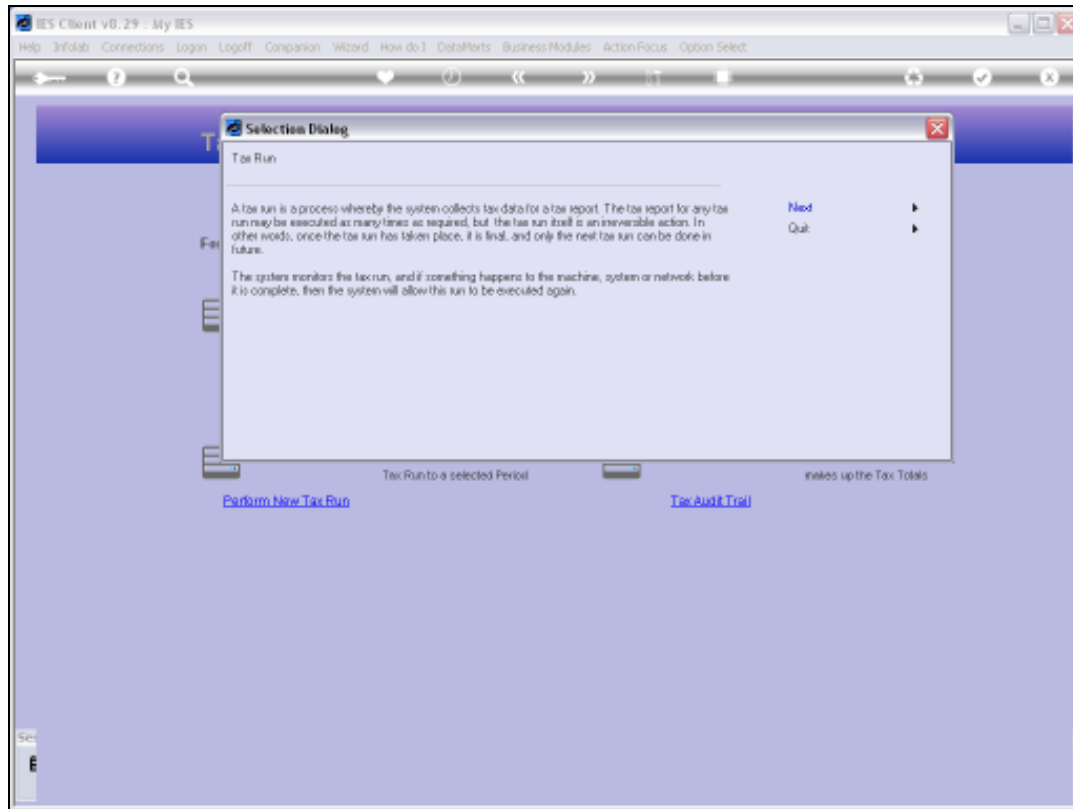 IES Client v0.29 : My IES
Help Infolab Connections Logon Logoff Companion Wizard How do I DataMarts Business Modules Action Focus Option Select
Selection Dialog
Tax Run
A tax run is a process whereby the system collects tax data for a tax report. The tax report for any tax
run may be executed as many times as required, but the tax run itself is an irreversible action. In
other words, once the tax run has taken place, it is final, and only the next tax run can be done in
future.
The system monitors the tax run, and if something happens to the machine, system or network before
it is complete, then the system will allow this run to be executed again.
Next
Quit
Tax Run to a selected Period
makes up the Tax Totals
Perform New Tax Run
Tax Audit Trail